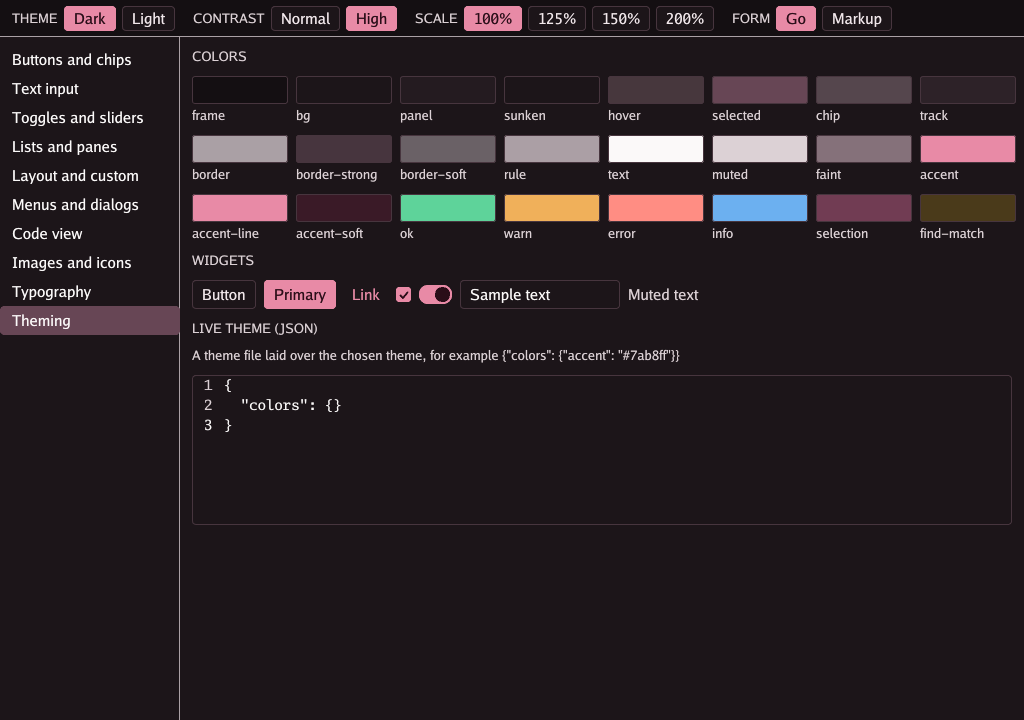 THEME Dark Light CONTRAST Normal High SCALE 100% 125% 150% 200% FORM Go Markup
Buttons and chips
Text input
Toggles and sliders
Lists and panes
Layout and custom
Menus and dialogs
Code view
Images and icons
Typography
Theming
COLORS
frame bg panel sunken hover selected chip track
border border-strong border-soft rule text muted faint accent
accent-line accent-soft ok warn error info selection find-match
WIDGETS
Button Primary Link Sample text Muted text
LIVE THEME (JSON)
A theme file laid over the chosen theme, for example {"colors": {"accent": "#7ab8ff"}}
1 {
2 "colors": {}
3 }